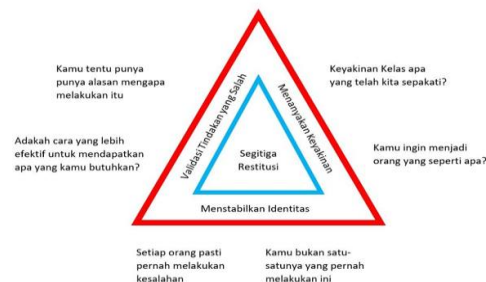 Kamu tentu punya
punya alasan mengapa
melakukan itu
Adakah cara yang lebih
efektif untuk mendapatkan
apa yang kamu butuhkan?
Validasi Tindakan yang Salah
Segitiga
Restitusi
Menanyakan Keyakinan
Keyakinan Kelas apa
yang telah kita sepakati?
Kamu ingin menjadi
orang yang seperti apa?
Menstabilkan Identitas
Setiap orang pasti
pernah melakukan
kesalahan
Kamu bukan satu-
satunya yang pernah
melakukan ini